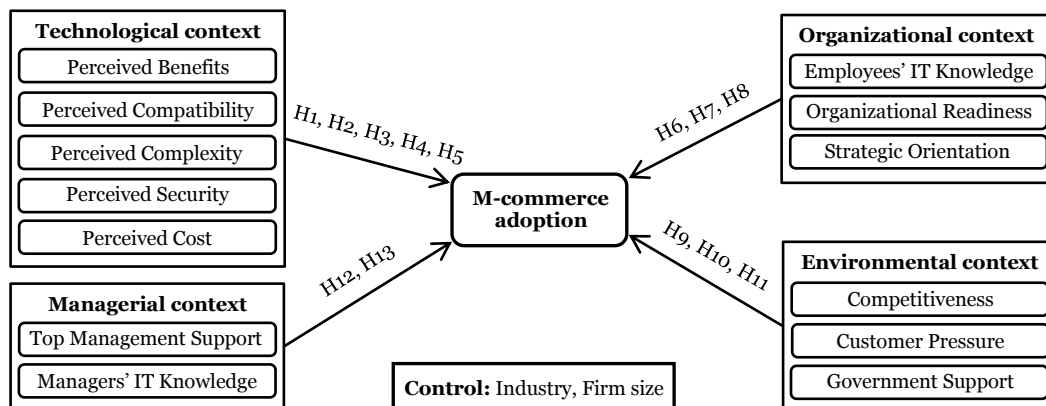 Technological context
Perceived Benefits
Perceived Compatibility
Perceived Complexity
Perceived Security
Perceived Cost
H1, H2, H3, H4, H5
Managerial context
Top Management Support
Managers’ IT Knowledge
H12, H13
M-commerce
adoption
Control: Industry, Firm size
Organizational context
Employees’ IT Knowledge
Organizational Readiness
Strategic Orientation
H6, H7, H8
Environmental context
Competitiveness
Customer Pressure
Government Support
H9, H10, H11